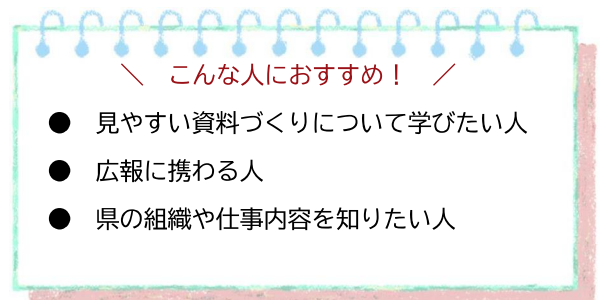 ＼　こんな人におすすめ！　／
●　見やすい資料づくりについて学びたい人
●　広報に携わる人
●　県の組織や仕事内容を知りたい人